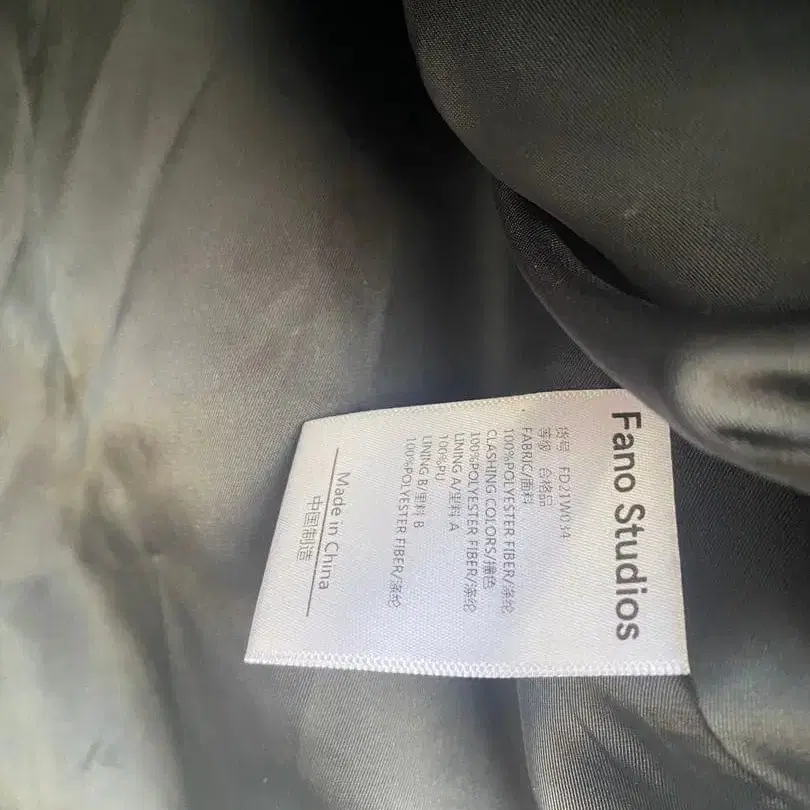 Fano Studios
货号 FD21W034
等级 合格品
FABRIC/面料
100%POLYESTER FIBER/涤纶
CLASHING COLORS/撞色
100%POLYESTER FIBER/涤纶
LINING A/里料 A
100%PU
LINING B/里料 B
100%POLYESTER FIBER/涤纶
Made in China
中国制造